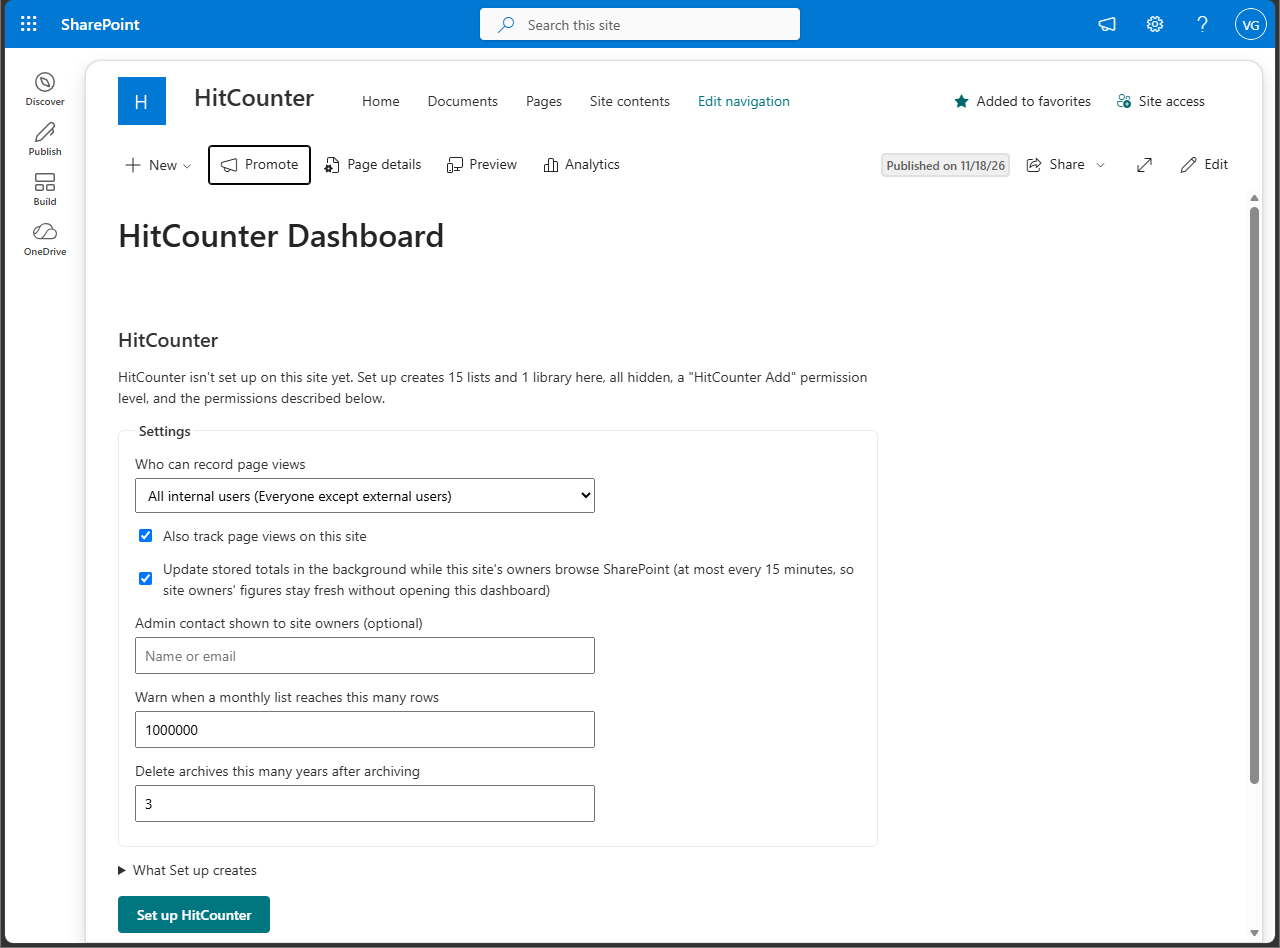 SharePoint
Search this site
VG
Discover
Publish
Build
OneDrive
H
HitCounter
Home
Documents
Pages
Site contents
Edit navigation
Added to favorites
Site access
New
Promote
Page details
Preview
Analytics
Published on 11/18/26
Share
Edit
HitCounter Dashboard
HitCounter
HitCounter isn't set up on this site yet. Set up creates 15 lists and 1 library here, all hidden, a "HitCounter Add" permission
level, and the permissions described below.
Settings
Who can record page views
All internal users (Everyone except external users)
Also track page views on this site
Update stored totals in the background while this site's owners browse SharePoint (at most every 15 minutes, so
site owners' figures stay fresh without opening this dashboard)
Admin contact shown to site owners (optional)
Name or email
Warn when a monthly list reaches this many rows
1000000
Delete archives this many years after archiving
3
What Set up creates
Set up HitCounter